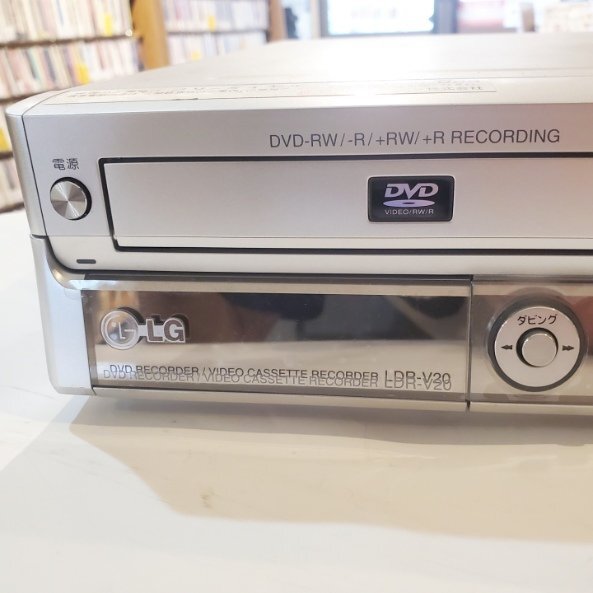 DVD-RW/-R/+RW/+R RECORDING
電源
DVD
VIDEO/RW/R
LG
ダビング
DVD RECORDER / VIDEO CASSETTE RECORDER LDR-V20